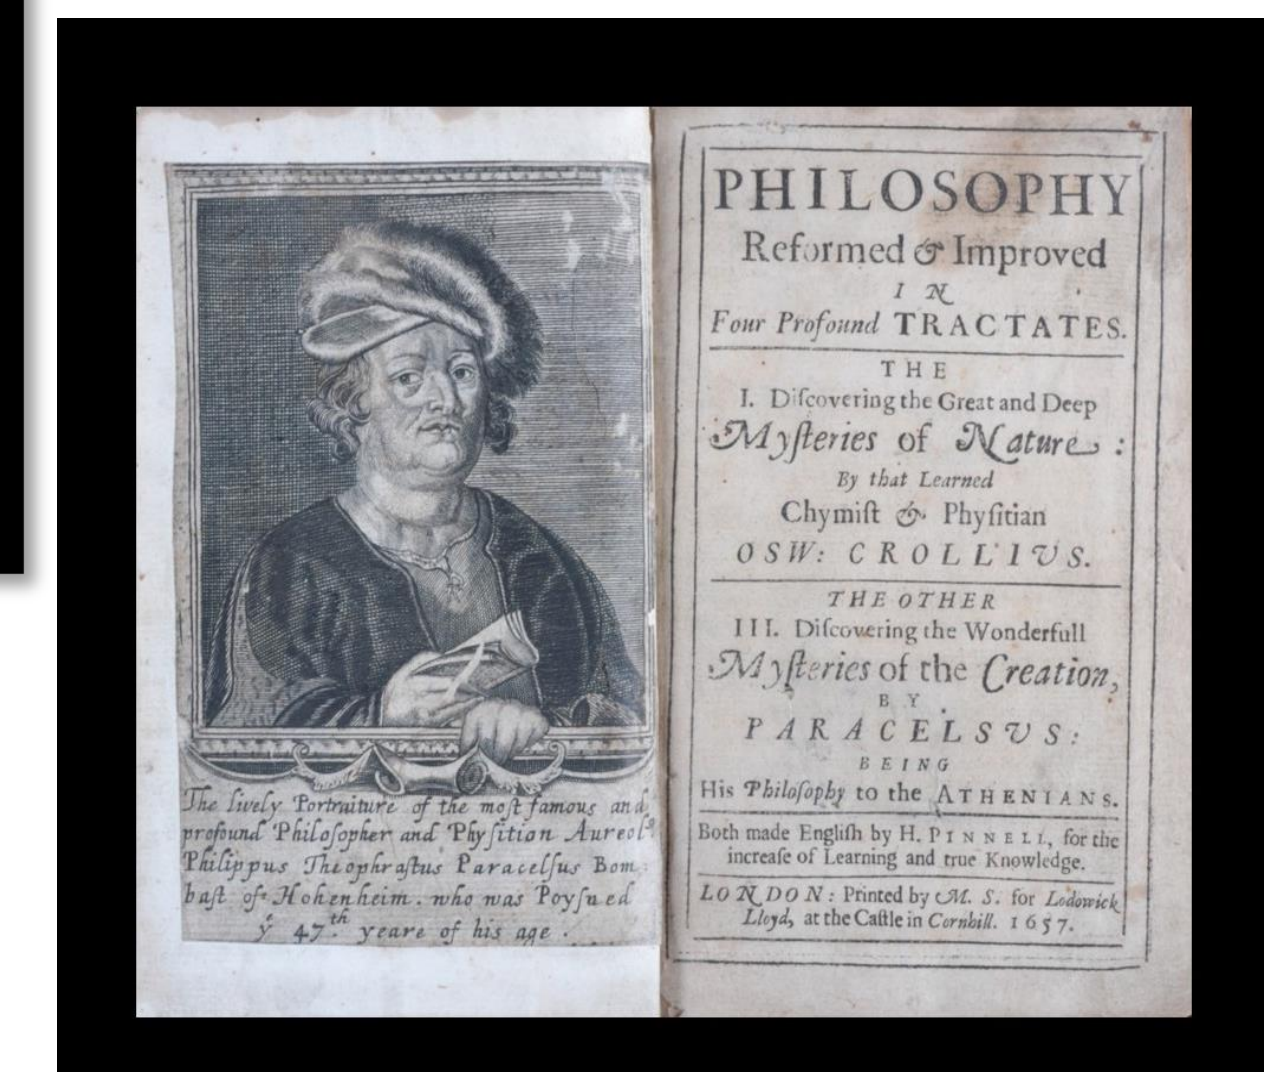 The lively Portraiture of the most famous and
profound Philosopher and Physition Aureol.
Philippus Theophrastus Paracelsus Bom:
bast of Hohenheim. who was Poysned
ẏ 47.th yeare of his age.
PHILOSOPHY
Reformed & Improved
IN
Four Profound TRACTATES.
THE
I. Diſcovering the Great and Deep
Myſteries of Nature:
By that Learned
Chymiſt & Phyſitian
OSW: CROLLIVS.
THE OTHER
III. Diſcovering the Wonderfull
Myſteries of the Creation,
BY
PARACELSVS:
BEING
His Philoſophy to the ATHENIANS.
Both made Engliſh by H. PINNELL, for the
increaſe of Learning and true Knowledge.
LONDON: Printed by M. S. for Lodowick
Lloyd, at the Caſtle in Cornhill. 1657.